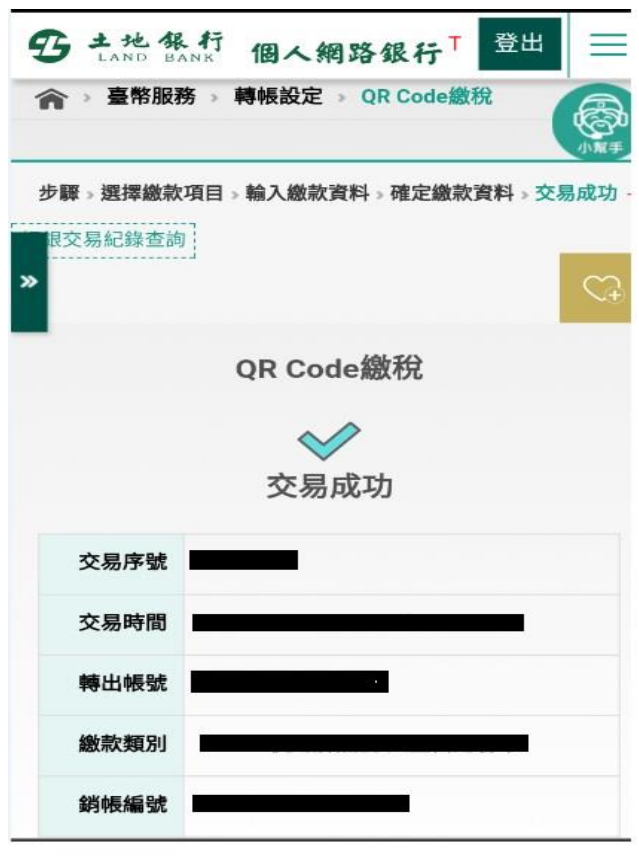 土地銀行 個人網路銀行 T 登出
LAND BANK
臺幣服務 › 轉帳設定 › QR Code繳稅
小幫手
步驟 › 選擇繳款項目 › 輸入繳款資料 › 確定繳款資料 › 交易成功 -
交易紀錄查詢
»
QR Code繳稅
交易成功
交易序號
交易時間
轉出帳號
繳款類別
銷帳編號